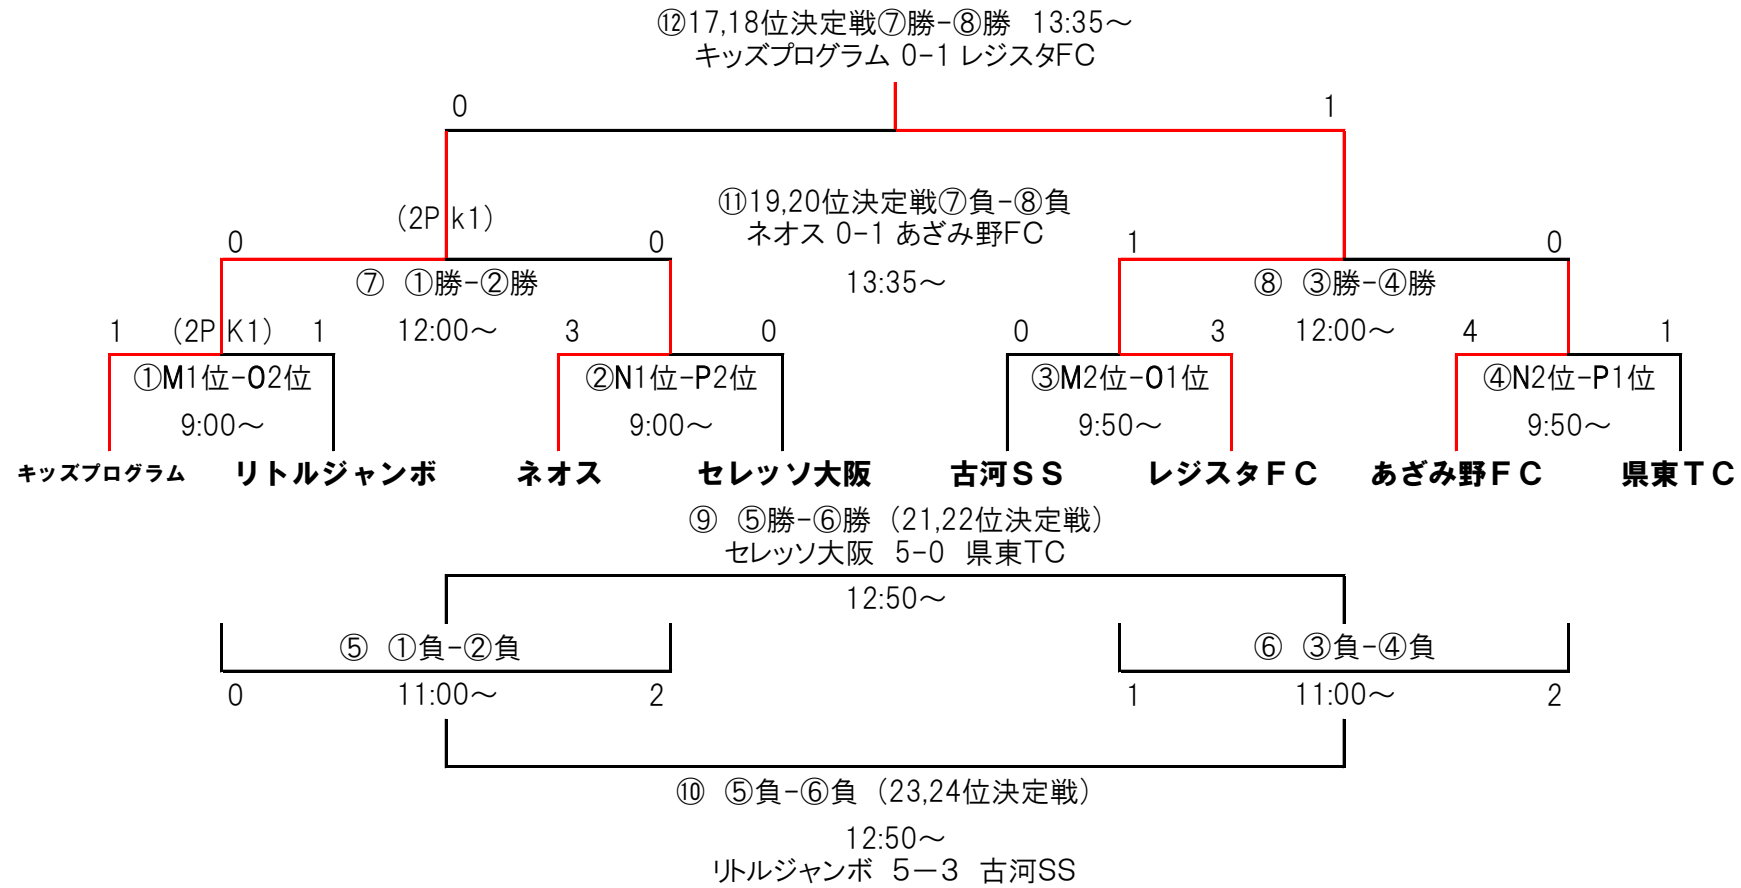 ⑫17,18位決定戦⑦勝-⑧勝　13:35～
キッズプログラム 0-1 レジスタFC
0　1
(2P k1)
⑪19,20位決定戦⑦負-⑧負
ネオス 0-1 あざみ野FC
13:35～
0　0　1　0
⑦　①勝-②勝　⑧　③勝-④勝
12:00～　12:00～
1　(2P K1)　1　3　0　0　3　4　1
①M1位-O2位　②N1位-P2位　③M2位-O1位　④N2位-P1位
9:00～　9:00～　9:50～　9:50～
キッズプログラム　リトルジャンボ　ネオス　セレッソ大阪　古河ＳＳ　レジスタＦＣ　あざみ野ＦＣ　県東ＴＣ
⑨　⑤勝-⑥勝 (21,22位決定戦)
セレッソ大阪　5-0　県東TC
12:50～
⑤　①負-②負　⑥　③負-④負
0　11:00～　2　1　11:00～　2
⑩　⑤負-⑥負 (23,24位決定戦)
12:50～
リトルジャンボ　５－３　古河SS